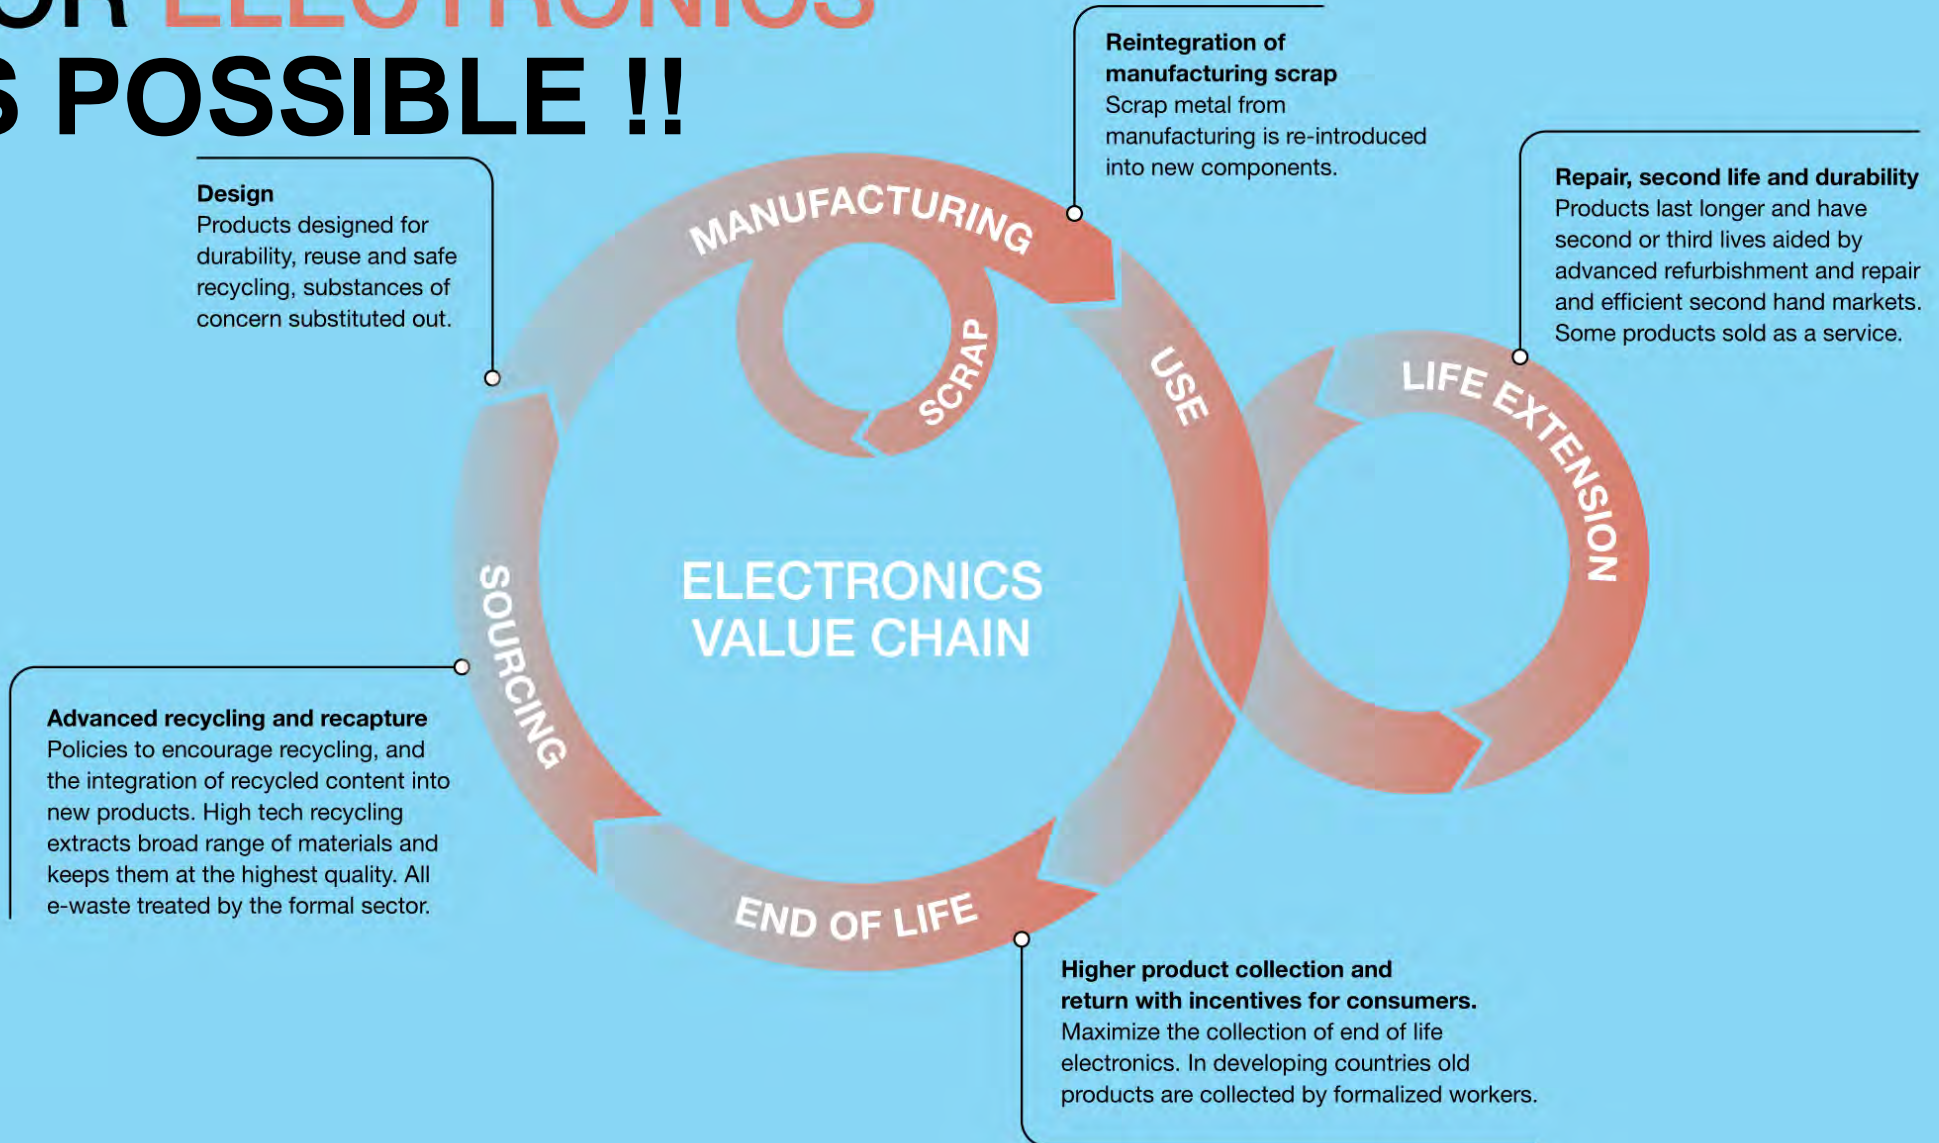 OR ELECTRONICS
S POSSIBLE !!
Reintegration of
manufacturing scrap
Scrap metal from
manufacturing is re-introduced
into new components.
Repair, second life and durability
Products last longer and have
second or third lives aided by
advanced refurbishment and repair
and efficient second hand markets.
Some products sold as a service.
Design
Products designed for
durability, reuse and safe
recycling, substances of
concern substituted out.
MANUFACTURING
SCRAP
USE
LIFE EXTENSION
ELECTRONICS
VALUE CHAIN
SOURCING
END OF LIFE
Advanced recycling and recapture
Policies to encourage recycling, and
the integration of recycled content into
new products. High tech recycling
extracts broad range of materials and
keeps them at the highest quality. All
e-waste treated by the formal sector.
Higher product collection and
return with incentives for consumers.
Maximize the collection of end of life
electronics. In developing countries old
products are collected by formalized workers.